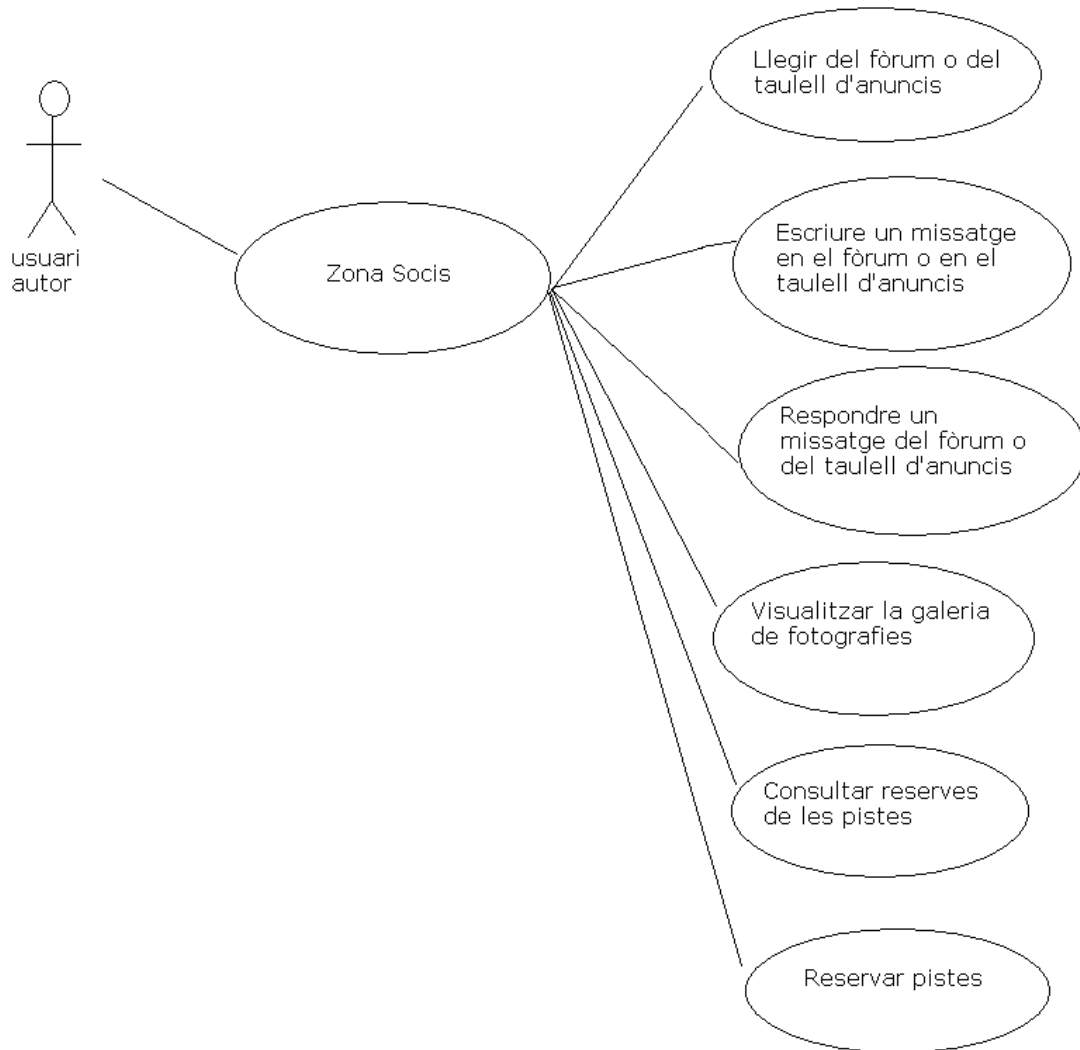 usuari
autor
Zona Socis
Llegir del fòrum o del
taulell d'anuncis
Escriure un missatge
en el fòrum o en el
taulell d'anuncis
Respondre un
missatge del fòrum o
del taulell d'anuncis
Visualitzar la galeria
de fotografies
Consultar reserves
de les pistes
Reservar pistes